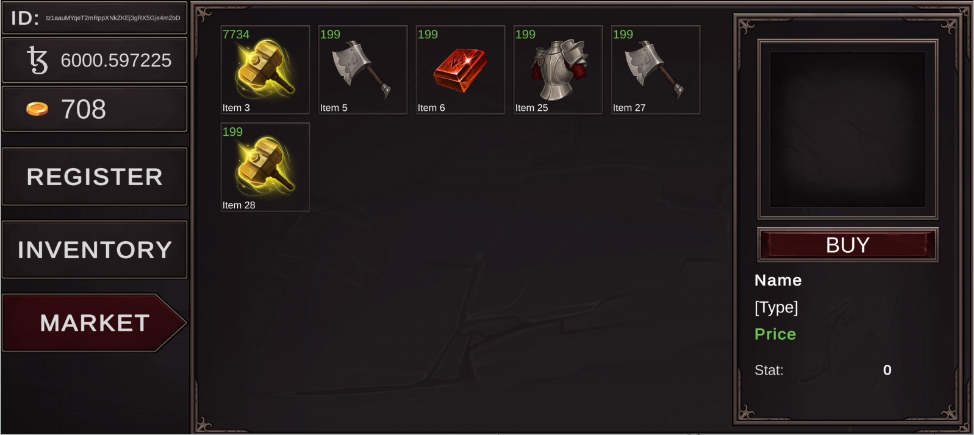 ID:
6000.597225
708
REGISTER
INVENTORY
MARKET
7734
Item 3
199
Item 5
199
Item 6
199
Item 25
199
Item 27
199
Item 28
BUY
Name
[Type]
Price
Stat: 0